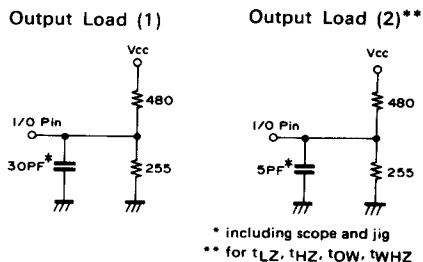 Output Load (1)
Vcc
480
I/O Pin
30PF*
255
Output Load (2)**
Vcc
480
I/O Pin
5PF*
255
* including scope and jig
** for tLZ, tHZ, tOW, tWHZ